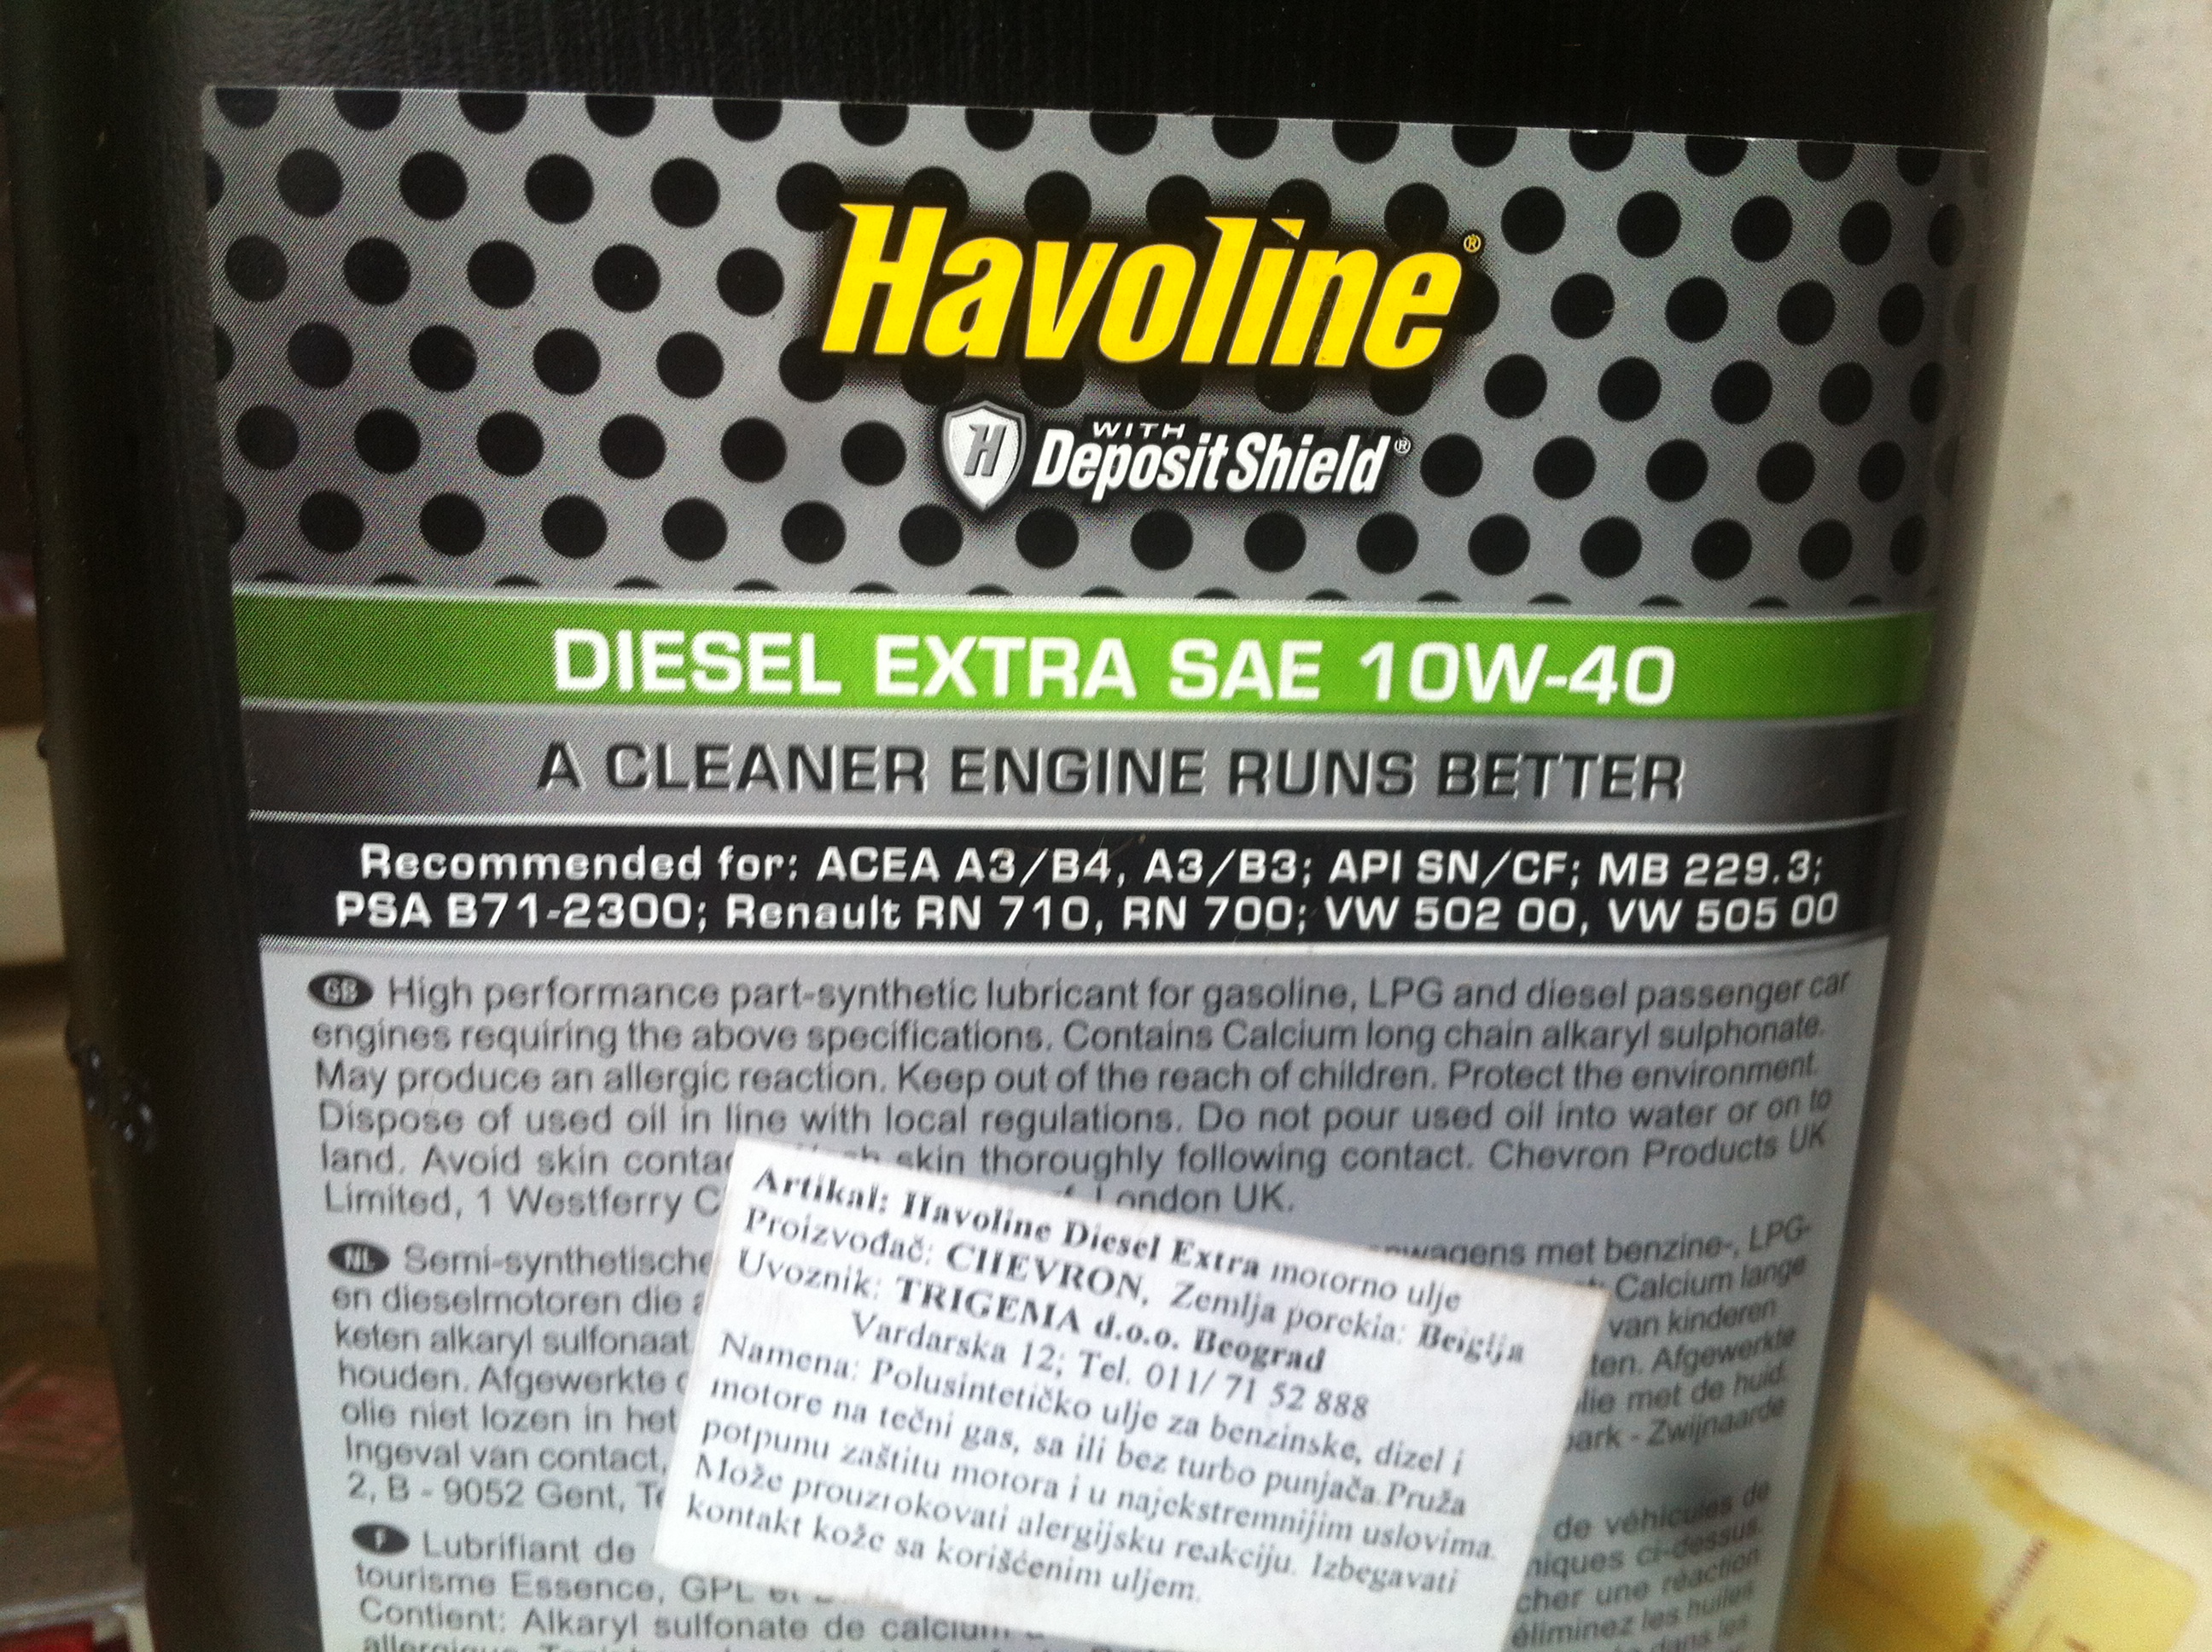 Havoline®
H WITH
DepositShield®
DIESEL EXTRA SAE 10W-40
A CLEANER ENGINE RUNS BETTER
Recommended for: ACEA A3/B4, A3/B3; API SN/CF; MB 229.3;
PSA B71-2300; Renault RN 710, RN 700; VW 502 00, VW 505 00
GB High performance part-synthetic lubricant for gasoline, LPG and diesel passenger car
engines requiring the above specifications. Contains Calcium long chain alkaryl sulphonate.
May produce an allergic reaction. Keep out of the reach of children. Protect the environment.
Dispose of used oil in line with local regulations. Do not pour used oil into water or on to
land. Avoid skin skin thoroughly following contact. Chevron Products UK
Limited, 1 Westferry London UK.
NL Semi-synthetische met benzine-, LPG-
en dieselmotoren die Calcium lange
keten alkaryl sulfonaat van kinderen
houden. Afgewerkte Afgewerkte
olie niet lozen in het met de huid.
Ingeval van contact, - Zwijnaarde
2, B - 9052 Gent,
F Lubrifiant de de véhicules de
tourisme Essence, GPL ci-dessus.
Contient: Alkaryl sulfonate de calcium une réaction
éliminez les huiles
dans les
Artikal: Havoline Diesel Extra motorno ulje
Proizvođač: CHEVRON, Zemlja porekla: Belgija
Uvoznik: TRIGEMA d.o.o. Beograd
Vardarska 12; Tel. 011/ 71 52 888
Namena: Polusintetičko ulje za benzinske, dizel i
motore na tečni gas, sa ili bez turbo punjača.Pruža
potpunu zaštitu motora i u najekstremnijim uslovima.
Može prouzrokovati alergijsku reakciju. Izbegavati
kontakt kože sa korišćenim uljem.